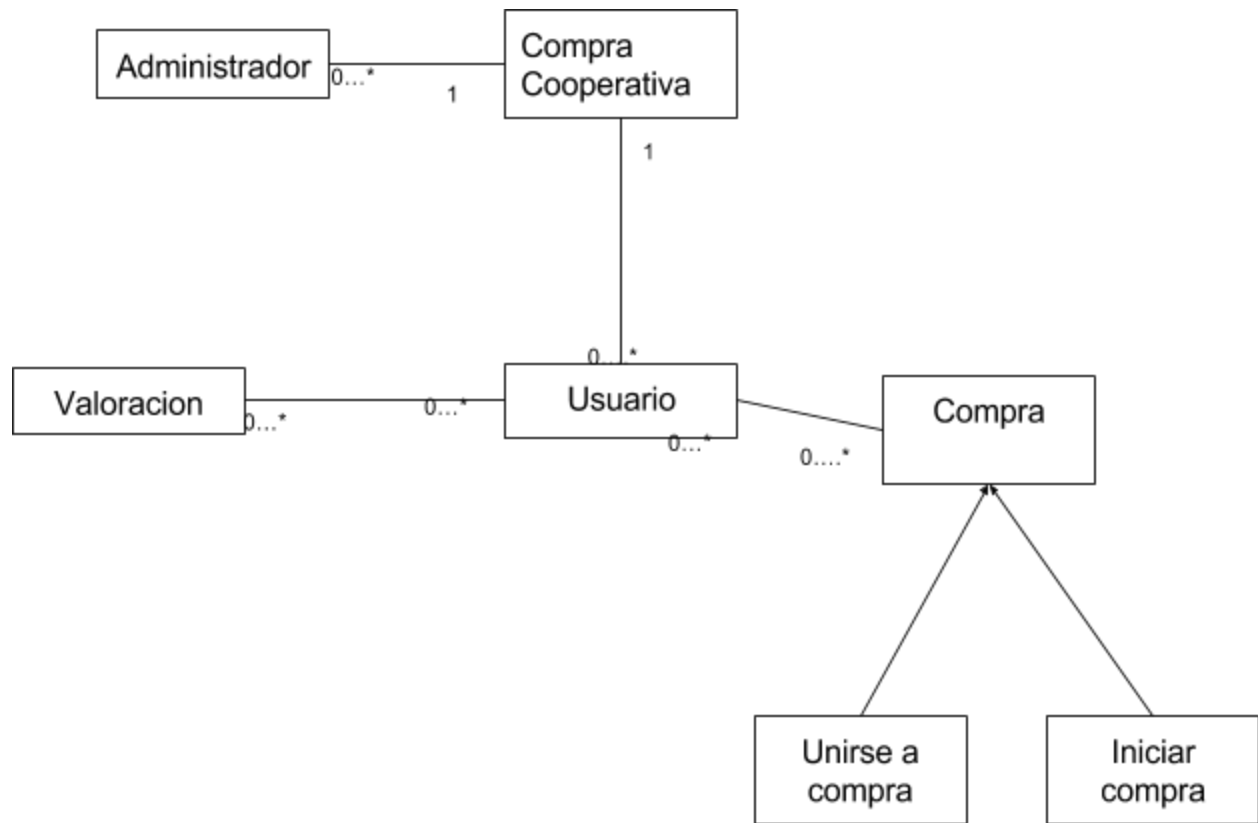 Administrador
0...*
1
Compra
Cooperativa
1
0....*
Valoracion
0...*
0...*
Usuario
0...*
0....*
Compra
Unirse a
compra
Iniciar
compra